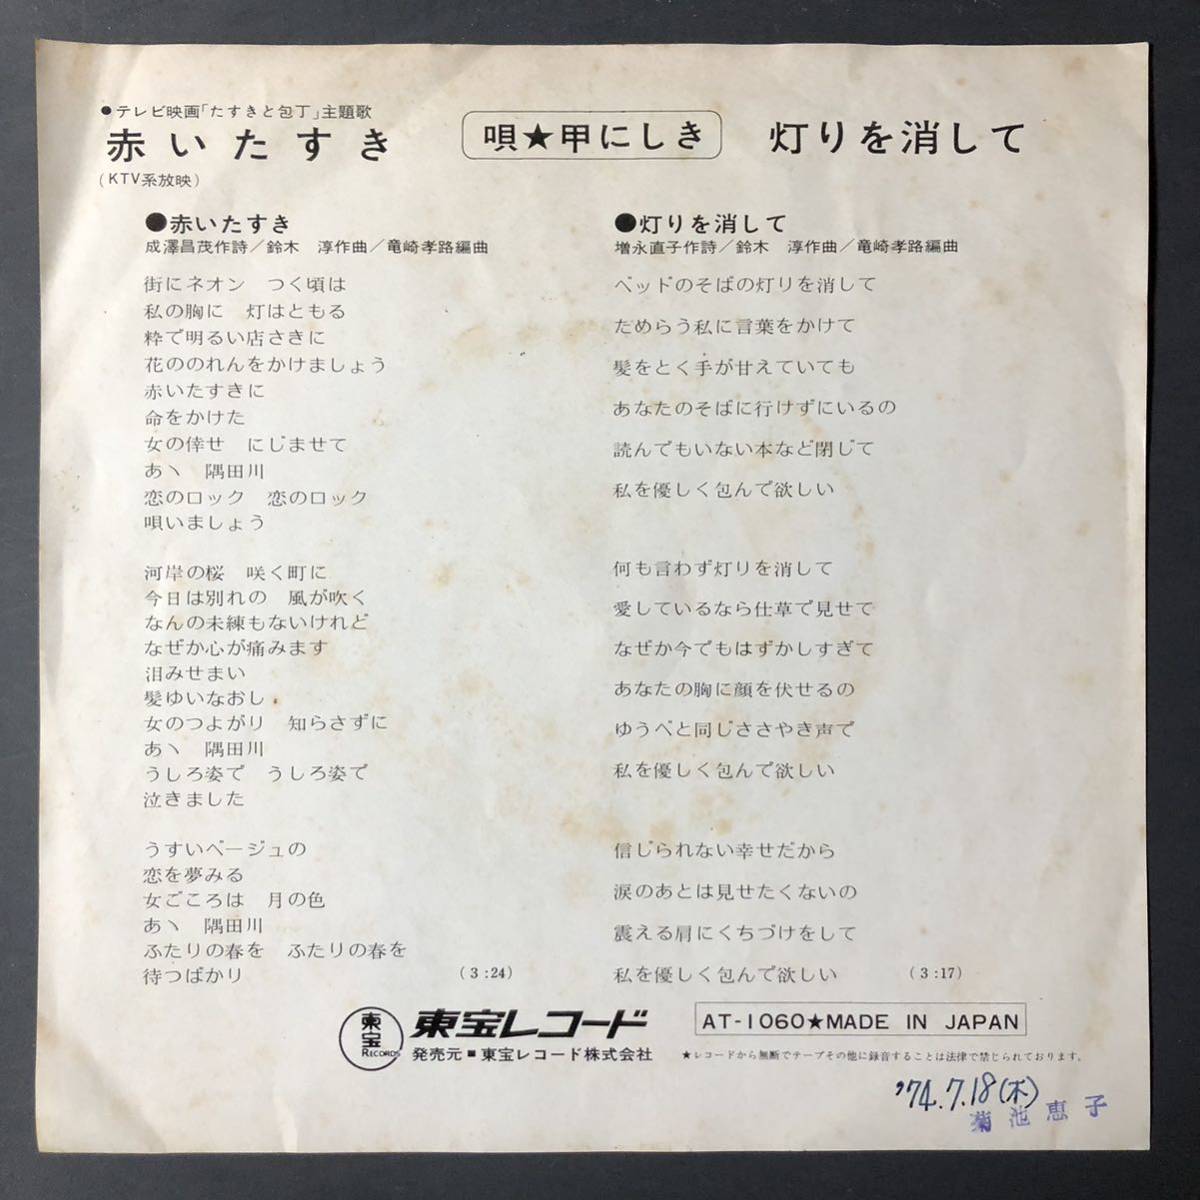 ●テレビ映画「たすきと包丁」主題歌
赤いたすき
(KTV系放映)
唄★甲にしき
灯りを消して
●赤いたすき
成澤昌茂作詩／鈴木　淳作曲／竜崎孝路編曲
街にネオン　つく頃は
私の胸に　灯はともる
粋で明るい店さきに
花ののれんをかけましょう
赤いたすきに
命をかけた
女の倖せ　にじませて
あヽ　隅田川
恋のロック　恋のロック
唄いましょう
河岸の桜　咲く町に
今日は別れの　風が吹く
なんの未練もないけれど
なぜか心が痛みます
泪みせまい
髪ゆいなおし
女のつよがり　知らさずに
あヽ　隅田川
うしろ姿で　うしろ姿で
泣きました
うすいベージュの
恋を夢みる
女ごころは　月の色
あヽ　隅田川
ふたりの春を　ふたりの春を
待つばかり
(3:24)
●灯りを消して
増永直子作詩／鈴木　淳作曲／竜崎孝路編曲
ベッドのそばの灯りを消して
ためらう私に言葉をかけて
髪をとく手が甘えていても
あなたのそばに行けずにいるの
読んでもいない本など閉じて
私を優しく包んで欲しい
何も言わず灯りを消して
愛しているなら仕草で見せて
なぜか今でもはずかしすぎて
あなたの胸に顔を伏せるの
ゆうべと同じささやき声で
私を優しく包んで欲しい
信じられない幸せだから
涙のあとは見せたくないの
震える肩にくちづけをして
私を優しく包んで欲しい
(3:17)
東宝
RECORDS
東宝レコード
発売元■東宝レコード株式会社
AT-1060★MADE IN JAPAN
★レコードから無断でテープその他に録音することは法律で禁じられております。
'74.7.18(木)
菊池恵子